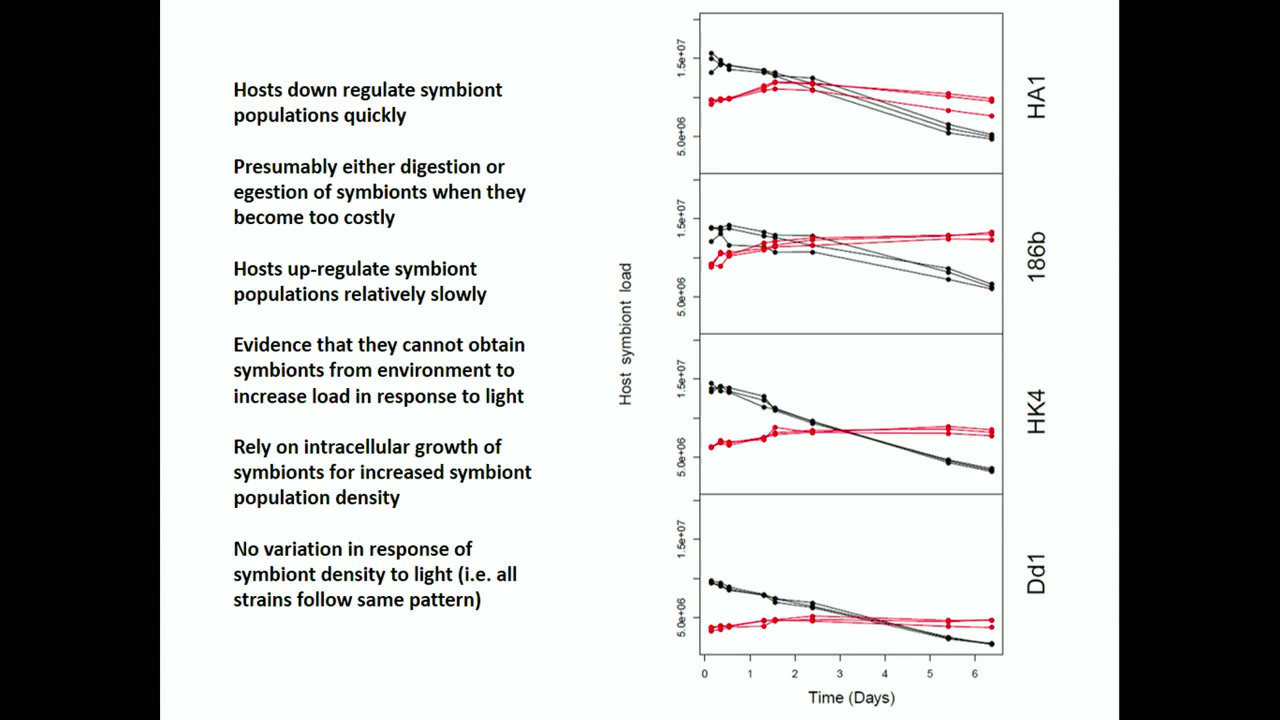 Hosts down regulate symbiont
populations quickly
Presumably either digestion or
egestion of symbionts when they
become too costly
Hosts up-regulate symbiont
populations relatively slowly
Evidence that they cannot obtain
symbionts from environment to
increase load in response to light
Rely on intracellular growth of
symbionts for increased symbiont
population density
No variation in response of
symbiont density to light (i.e. all
strains follow same pattern)
Host symbiont load
1.5e+07
5.0e+06
HA1
1.5e+07
5.0e+06
186b
1.5e+07
5.0e+06
HK4
1.5e+07
5.0e+06
Dd1
0 1 2 3 4 5 6
Time (Days)